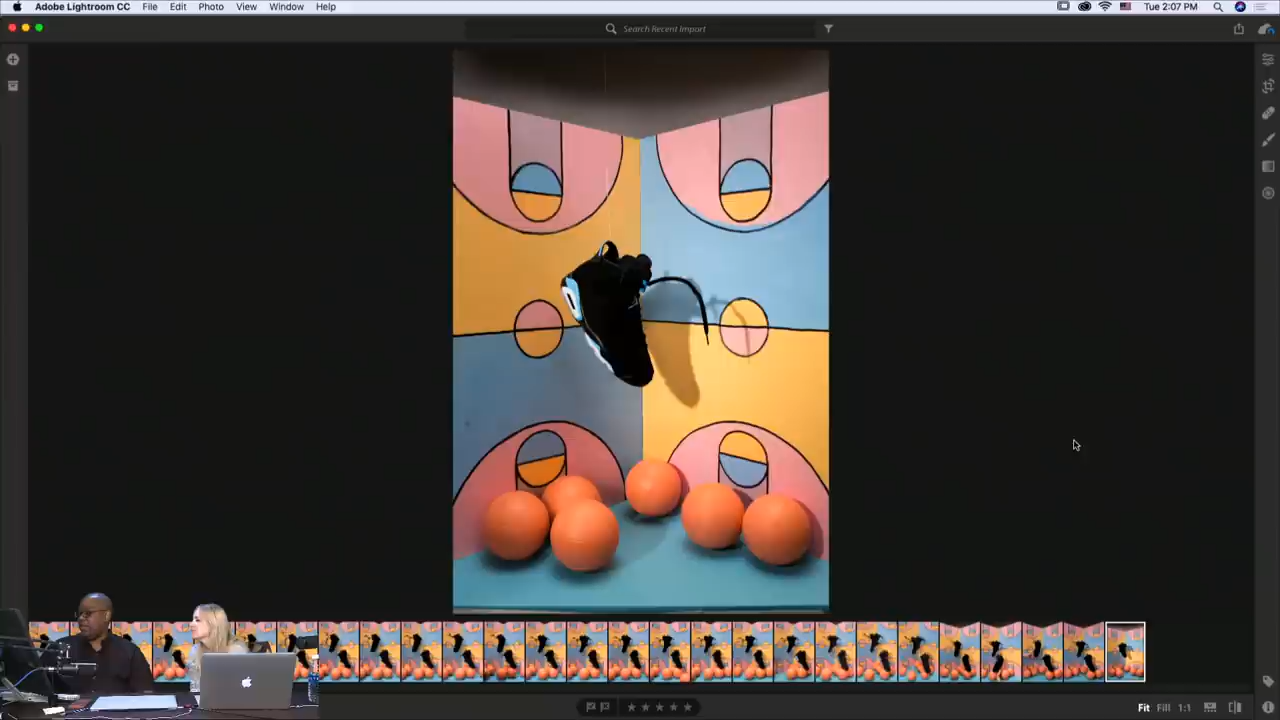 Adobe Lightroom CC File Edit Photo View Window Help Tue 2:07 PM
Search Recent Import
Fit Fill 1:1